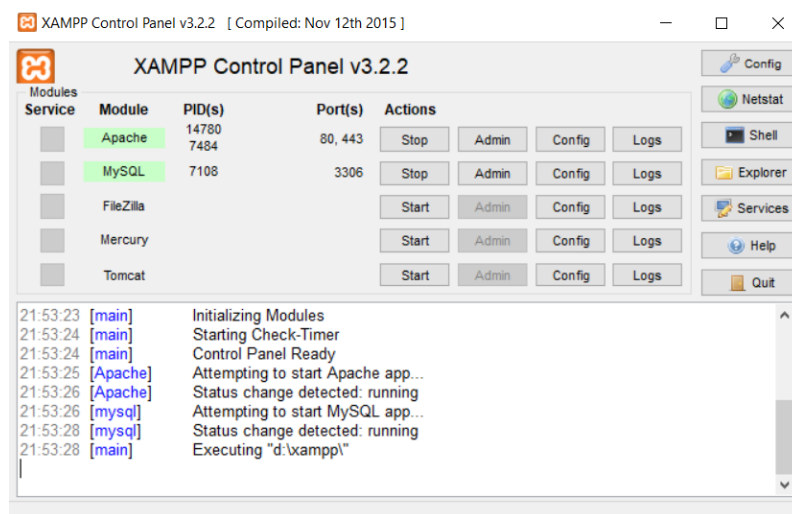 XAMPP Control Panel v3.2.2 [ Compiled: Nov 12th 2015 ]
XAMPP Control Panel v3.2.2
Config
Modules
Service Module PID(s) Port(s) Actions
Netstat
Apache 14780 7484 80, 443 Stop Admin Config Logs
Shell
MySQL 7108 3306 Stop Admin Config Logs
Explorer
FileZilla Start Admin Config Logs
Services
Mercury Start Admin Config Logs
Help
Tomcat Start Admin Config Logs
Quit
21:53:23 [main] Initializing Modules
21:53:24 [main] Starting Check-Timer
21:53:24 [main] Control Panel Ready
21:53:25 [Apache] Attempting to start Apache app...
21:53:26 [Apache] Status change detected: running
21:53:26 [mysql] Attempting to start MySQL app...
21:53:28 [mysql] Status change detected: running
21:53:28 [main] Executing "d:\xampp\"